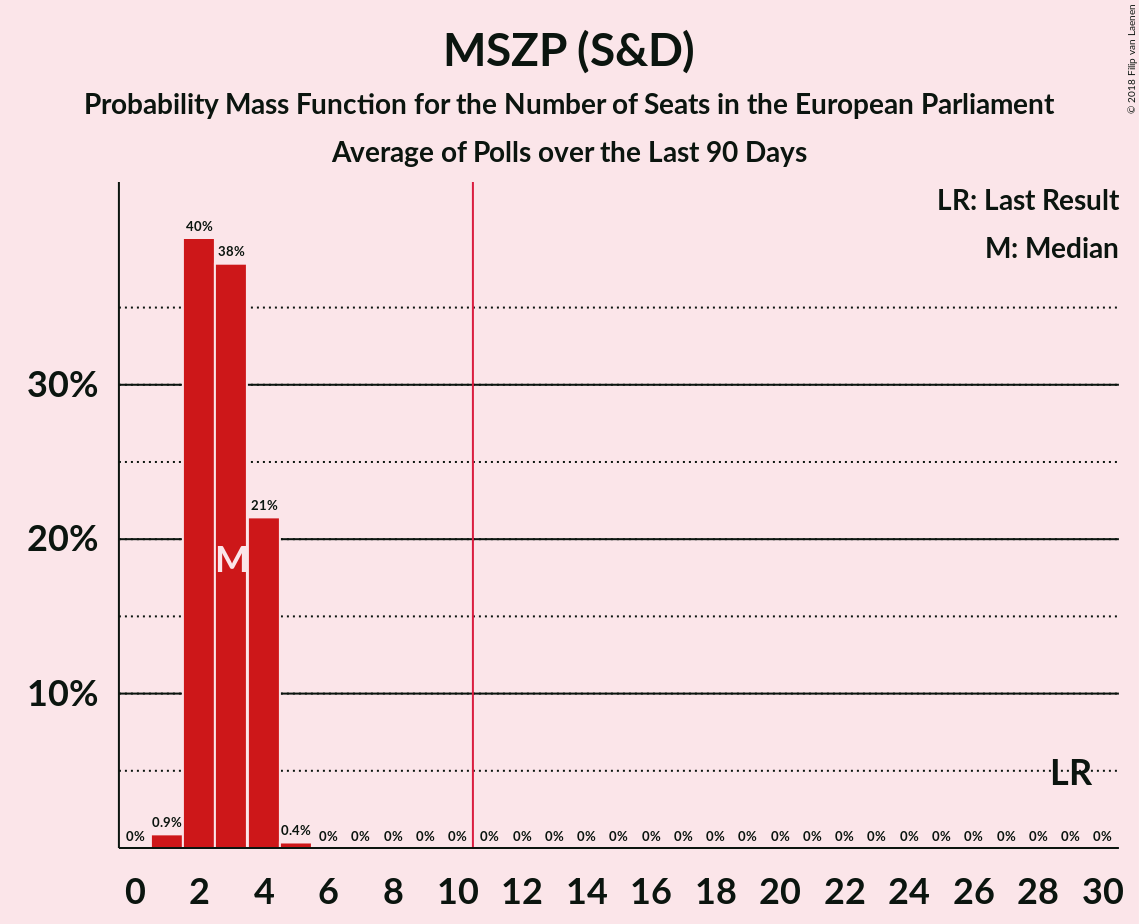 MSZP (S&D)
Probability Mass Function for the Number of Seats in the European Parliament
Average of Polls over the Last 90 Days
© 2018 Filip van Laenen
LR: Last Result
M: Median
40%
38%
30%
21%
20%
M
10%
LR
0% 0.9% 0.4% 0% 0% 0% 0% 0% 0% 0% 0% 0% 0% 0% 0% 0% 0% 0% 0% 0% 0% 0% 0% 0% 0% 0% 0% 0%
0 2 4 6 8 10 12 14 16 18 20 22 24 26 28 30